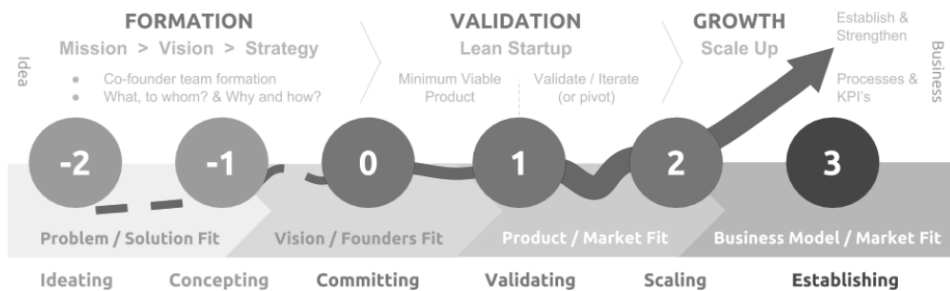 FORMATION
Mission > Vision > Strategy
● Co-founder team formation
● What, to whom? & Why and how?
VALIDATION
Lean Startup
Minimum Viable
Product
Validate / Iterate
(or pivot)
GROWTH
Scale Up
Establish &
Strengthen
Processes &
KPI's
Idea
Business
-2
-1
0
1
2
3
Problem / Solution Fit
Vision / Founders Fit
Product / Market Fit
Business Model / Market Fit
Ideating
Concepting
Committing
Validating
Scaling
Establishing